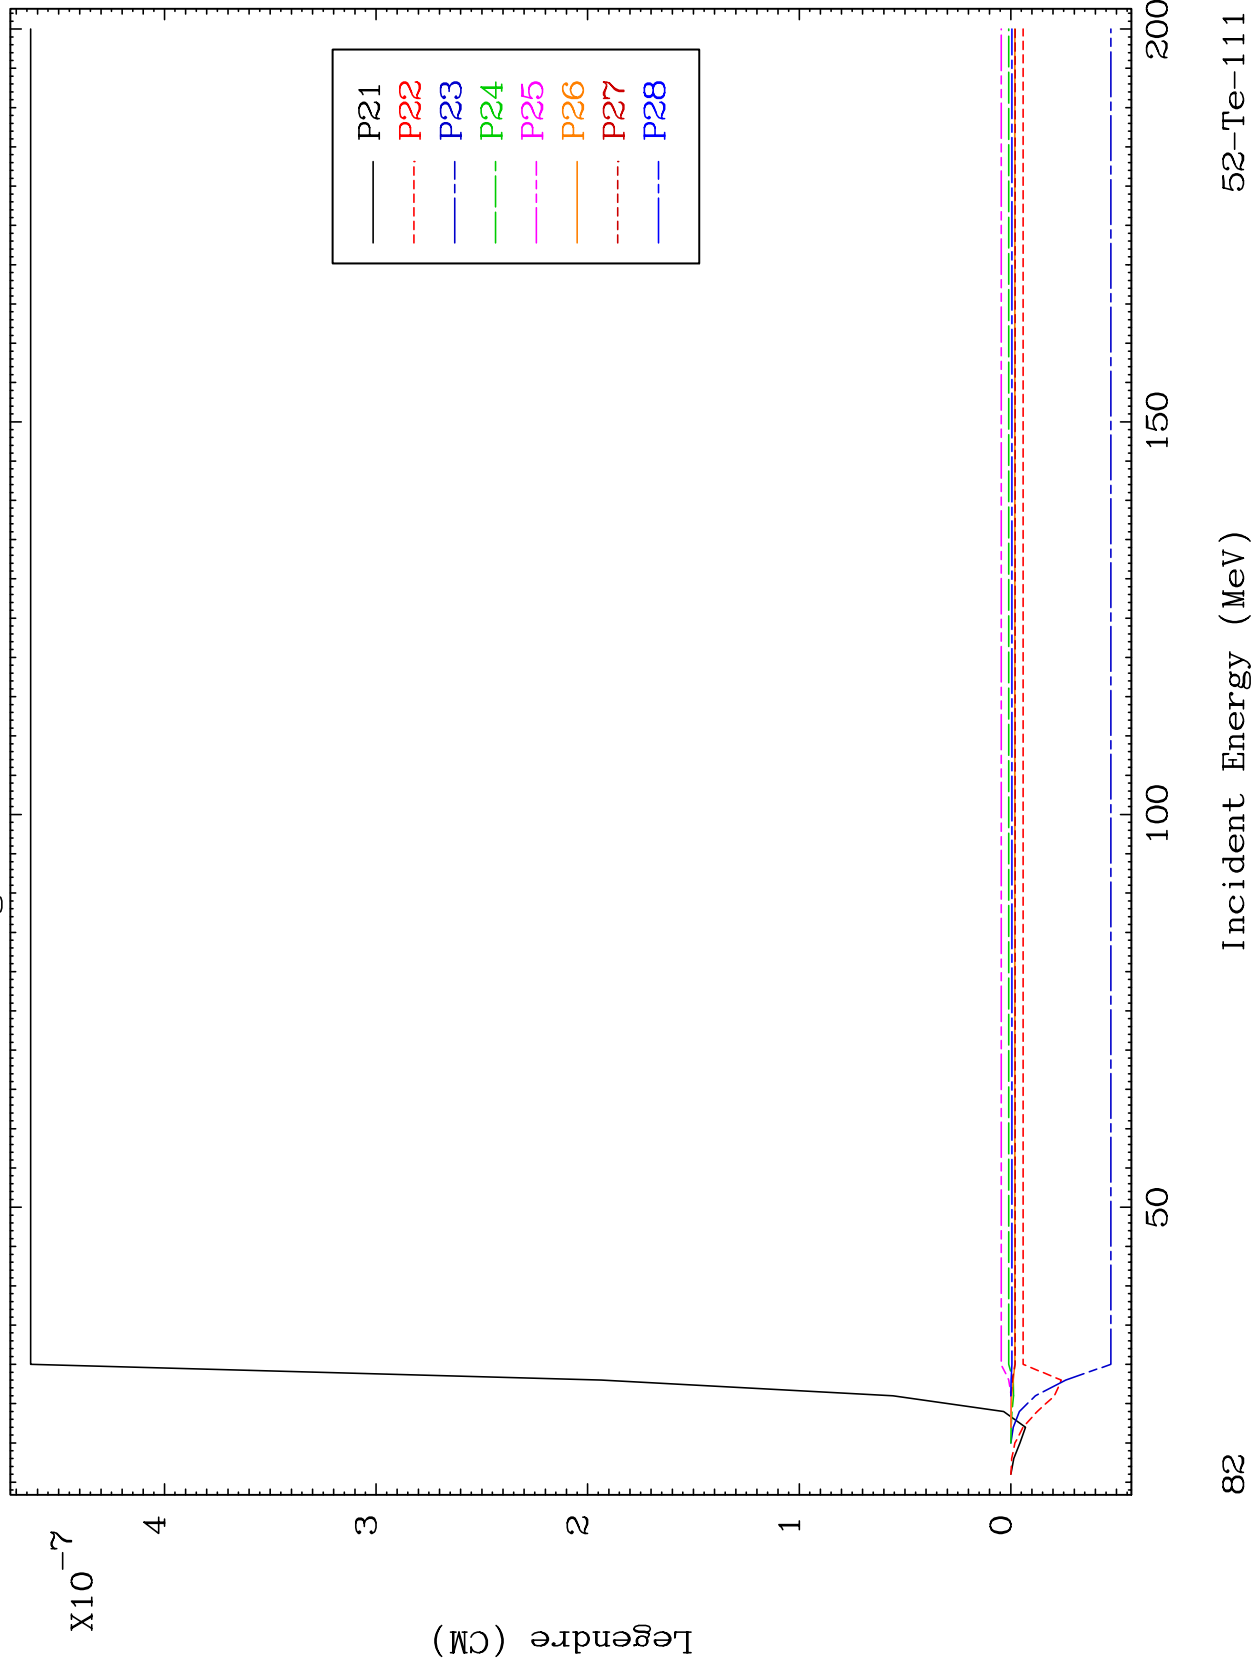 X10-7
Legendre (CM)
4
3
2
1
0
P21
P22
P23
P24
P25
P26
P27
P28
50
100
150
200
82
Incident Energy (MeV)
52-Te-111